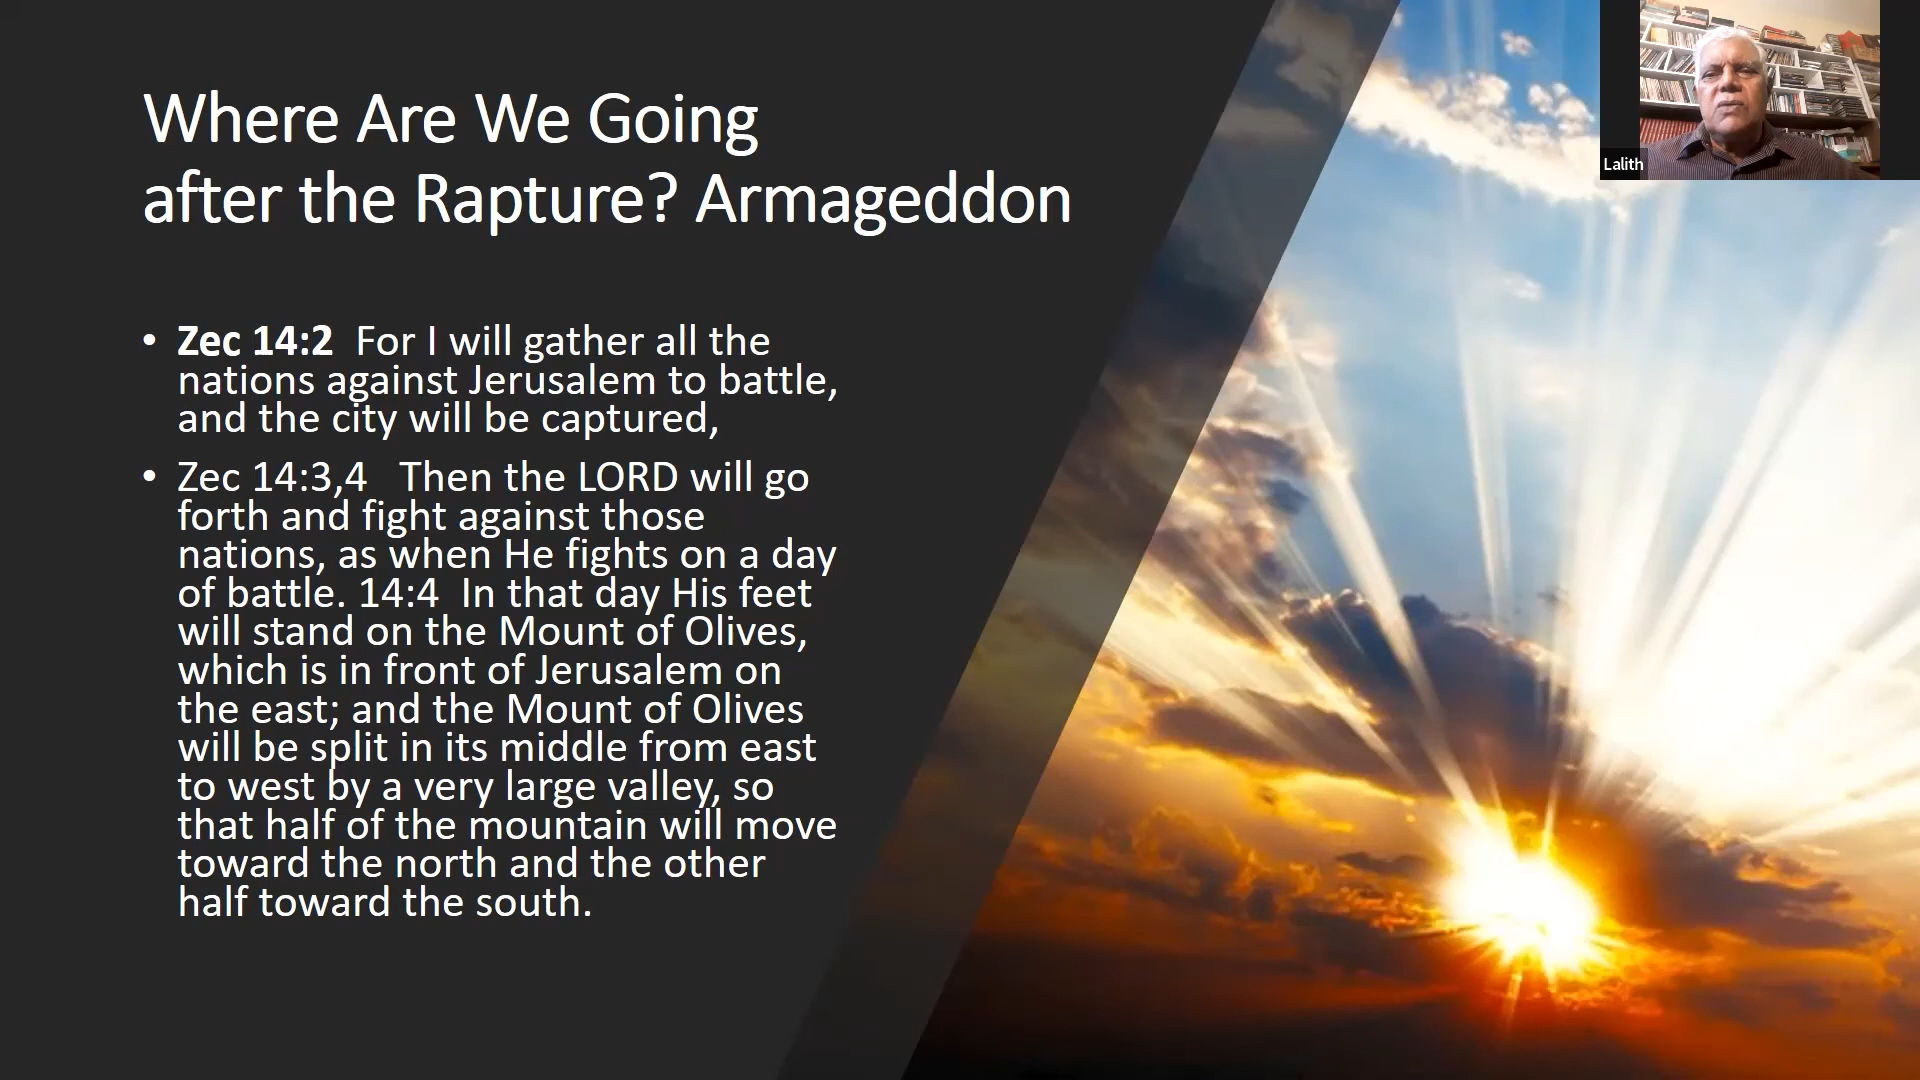 Where Are We Going
after the Rapture? Armageddon
• Zec 14:2  For I will gather all the
nations against Jerusalem to battle,
and the city will be captured,
• Zec 14:3,4   Then the LORD will go
forth and fight against those
nations, as when He fights on a day
of battle. 14:4  In that day His feet
will stand on the Mount of Olives,
which is in front of Jerusalem on
the east; and the Mount of Olives
will be split in its middle from east
to west by a very large valley, so
that half of the mountain will move
toward the north and the other
half toward the south.
Lalith